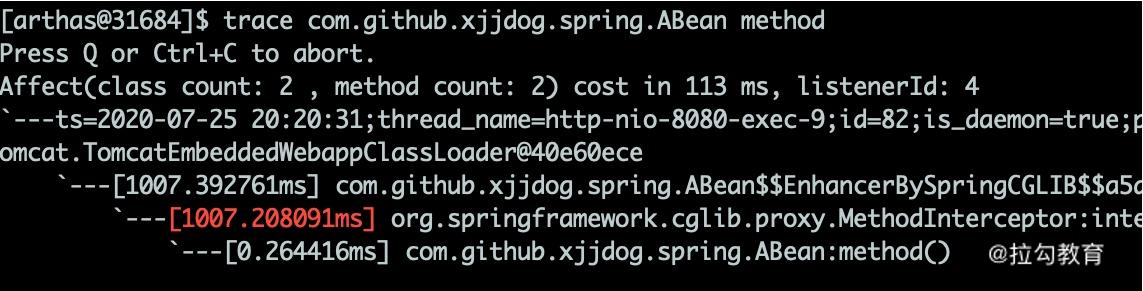 [arthas@31684]$ trace com.github.xjjdog.spring.ABean method
Press Q or Ctrl+C to abort.
Affect(class count: 2 , method count: 2) cost in 113 ms, listenerId: 4
`---ts=2020-07-25 20:20:31;thread_name=http-nio-8080-exec-9;id=82;is_daemon=true;p
omcat.TomcatEmbeddedWebappClassLoader@40e60ece
    `---[1007.392761ms] com.github.xjjdog.spring.ABean$$EnhancerBySpringCGLIB$$a5a
        `---[1007.208091ms] org.springframework.cglib.proxy.MethodInterceptor:inte
            `---[0.264416ms] com.github.xjjdog.spring.ABean:method()
@拉勾教育